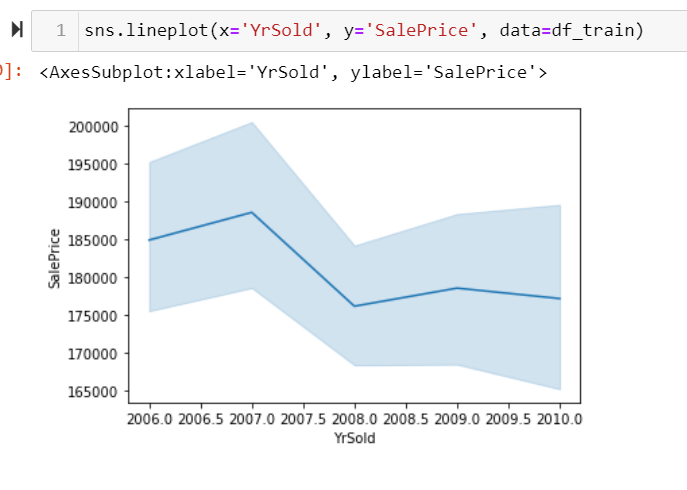 1 sns.lineplot(x='YrSold', y='SalePrice', data=df_train)
]: <AxesSubplot:xlabel='YrSold', ylabel='SalePrice'>
200000
195000
190000
185000
180000
175000
170000
165000
SalePrice
2006.0 2006.5 2007.0 2007.5 2008.0 2008.5 2009.0 2009.5 2010.0
YrSold